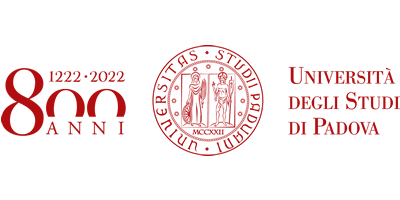 1222·2022
800
ANNI
UNIVERSITAS · STUDII PADUANI ·
MCCXXII
UNIVERSITÀ
DEGLI STUDI
DI PADOVA